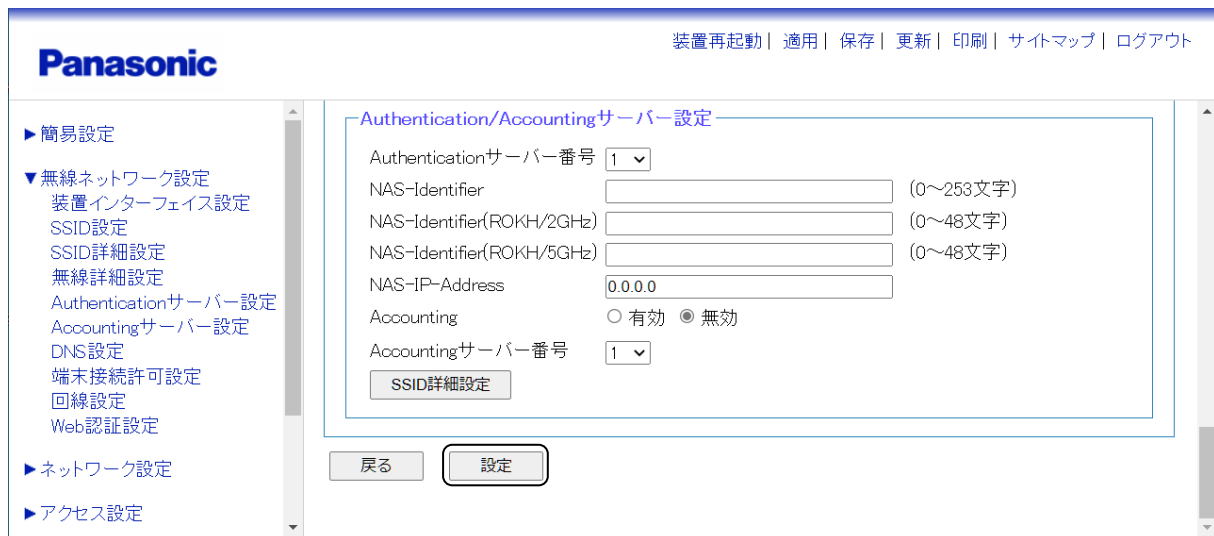 Panasonic
装置再起動| 適用| 保存| 更新| 印刷| サイトマップ| ログアウト
▶簡易設定
▼無線ネットワーク設定
装置インターフェイス設定
SSID設定
SSID詳細設定
無線詳細設定
Authenticationサーバー設定
Accountingサーバー設定
DNS設定
端末接続許可設定
回線設定
Web認証設定
▶ネットワーク設定
▶アクセス設定
Authentication/Accountingサーバー設定
Authenticationサーバー番号 1
NAS-Identifier (0～253文字)
NAS-Identifier(R0KH/2GHz) (0～48文字)
NAS-Identifier(R0KH/5GHz) (0～48文字)
NAS-IP-Address 0.0.0.0
Accounting 有効 無効
Accountingサーバー番号 1
SSID詳細設定
戻る 設定